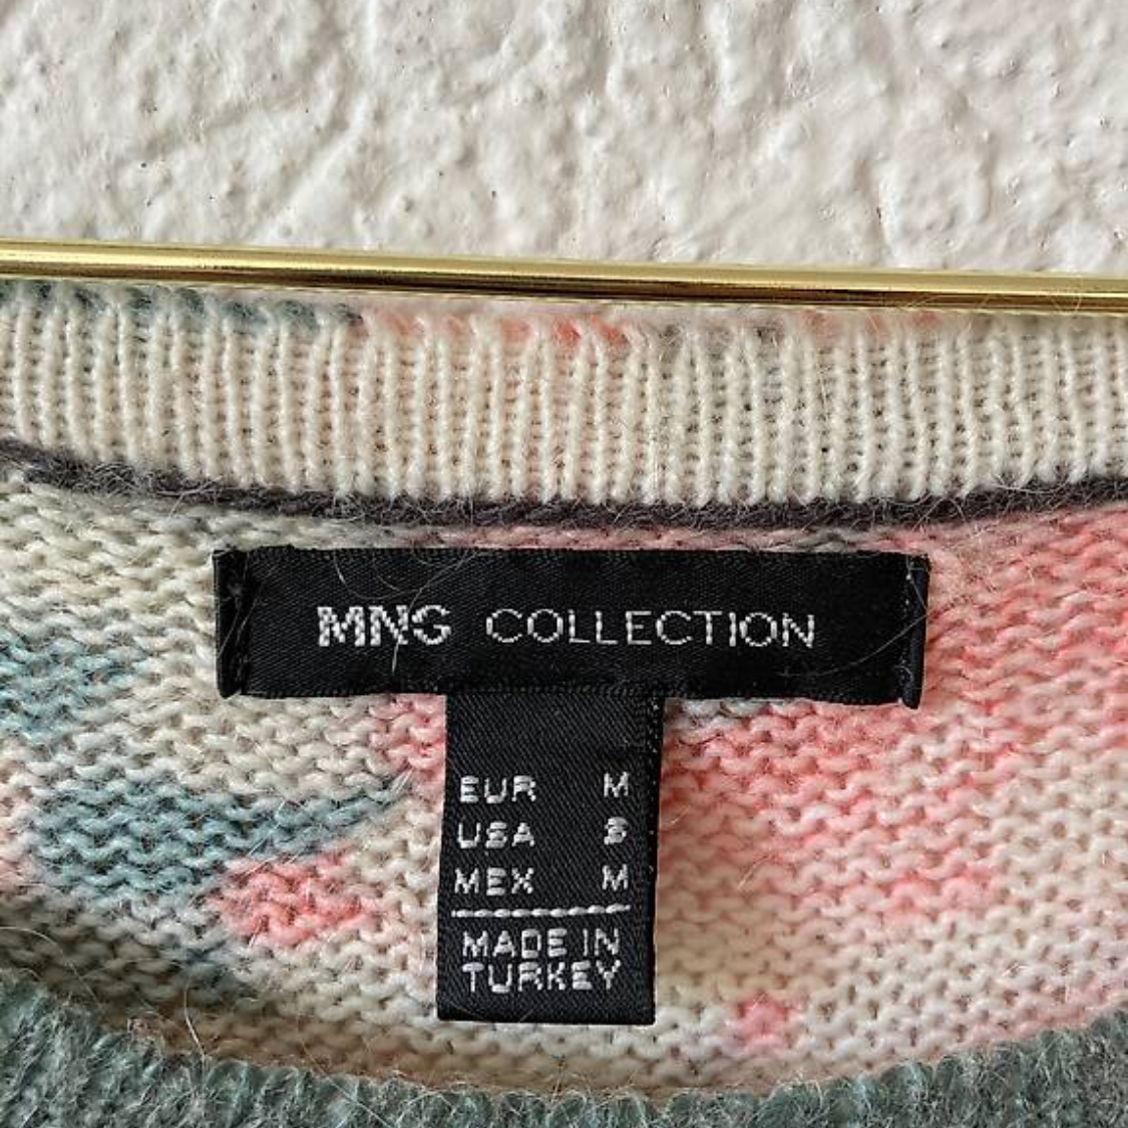 MNG COLLECTION
EUR M
USA S
MEX M
MADE IN
TURKEY